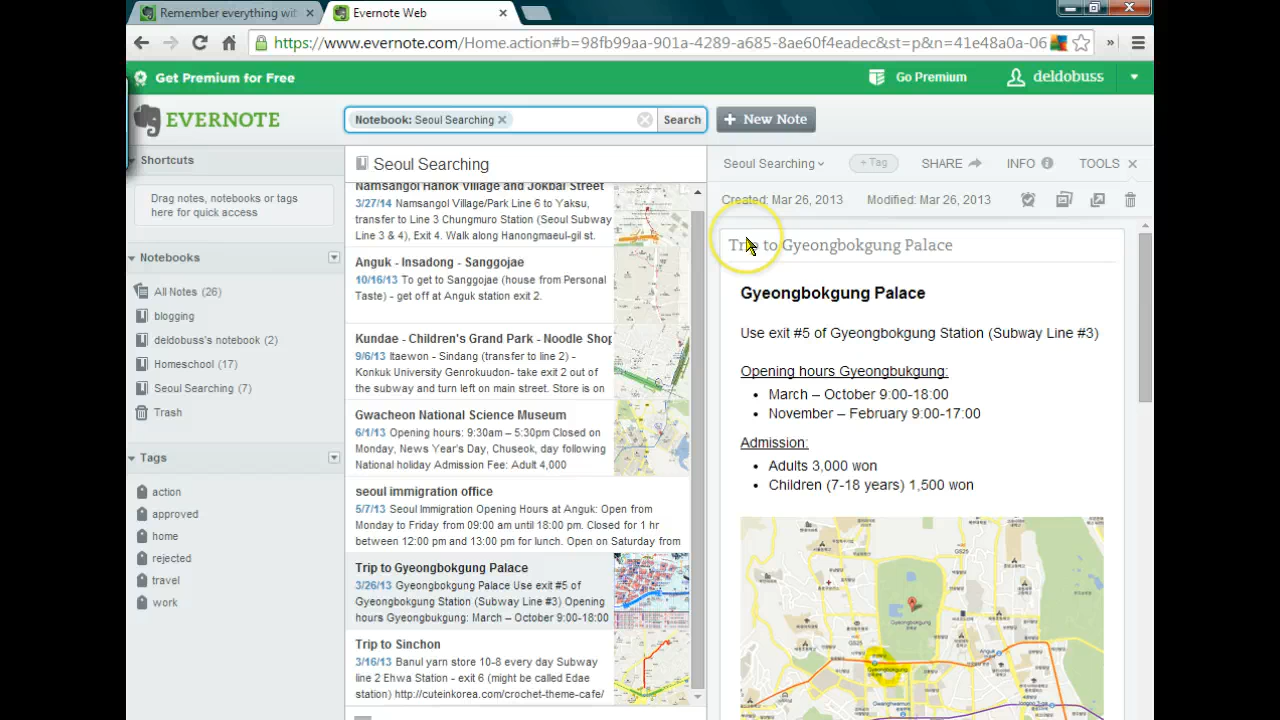 Remember everything wit
Evernote Web
https://www.evernote.com/Home.action#b=98fb99aa-901a-4289-a685-8ae60f4eadec&st=p&n=41e48a0a-06
Get Premium for Free
Go Premium
deldobuss
EVERNOTE
Notebook: Seoul Searching
Search
+ New Note
Shortcuts
Drag notes, notebooks or tags
here for quick access
Notebooks
All Notes (26)
blogging
deldobuss's notebook (2)
Homeschool (17)
Seoul Searching (7)
Trash
Tags
action
approved
home
rejected
travel
work
Seoul Searching
Namsangol Hanok Village and Jokbal Street
3/27/14 Namsangol Village/Park Line 6 to Yaksu,
transfer to Line 3 Chungmuro Station (Seoul Subway
Line 3 & 4), Exit 4. Walk along Hanongmaeul-gil st.
Anguk - Insadong - Sanggojae
10/16/13 To get to Sanggojae (house from Personal
Taste) - get off at Anguk station exit 2.
Kundae - Children's Grand Park - Noodle Shop
9/6/13 Itaewon - Sindang (transfer to line 2) -
Konkuk University Genrokuudon- take exit 2 out of
the subway and turn left on main street. Store is on
Gwacheon National Science Museum
6/1/13 Opening hours: 9:30am – 5:30pm Closed on
Monday, News Year's Day, Chuseok, day following
National holiday Admission Fee: Adult 4,000
seoul immigration office
5/7/13 Seoul Immigration Opening Hours at Anguk: Open from
Monday to Friday from 09:00 am until 18:00 pm. Closed for 1 hr
between 12:00 pm and 13:00 pm for lunch. Open on Saturday from
Trip to Gyeongbokgung Palace
3/26/13 Gyeongbokgung Palace Use exit #5 of
Gyeongbokgung Station (Subway Line #3) Opening
hours Gyeongbukgung: March – October 9:00-18:00
Trip to Sinchon
3/16/13 Banul yarn store 10-8 every day Subway
line 2 Ehwa Station - exit 6 (might be called Edae
station) http://cuteinkorea.com/crochet-theme-cafe/
Seoul Searching
+ Tag
SHARE
INFO
TOOLS
Created: Mar 26, 2013
Modified: Mar 26, 2013
Trip to Gyeongbokgung Palace
Gyeongbokgung Palace
Use exit #5 of Gyeongbokgung Station (Subway Line #3)
Opening hours Gyeongbukgung:
• March – October 9:00-18:00
• November – February 9:00-17:00
Admission:
• Adults 3,000 won
• Children (7-18 years) 1,500 won
GS25
GS25